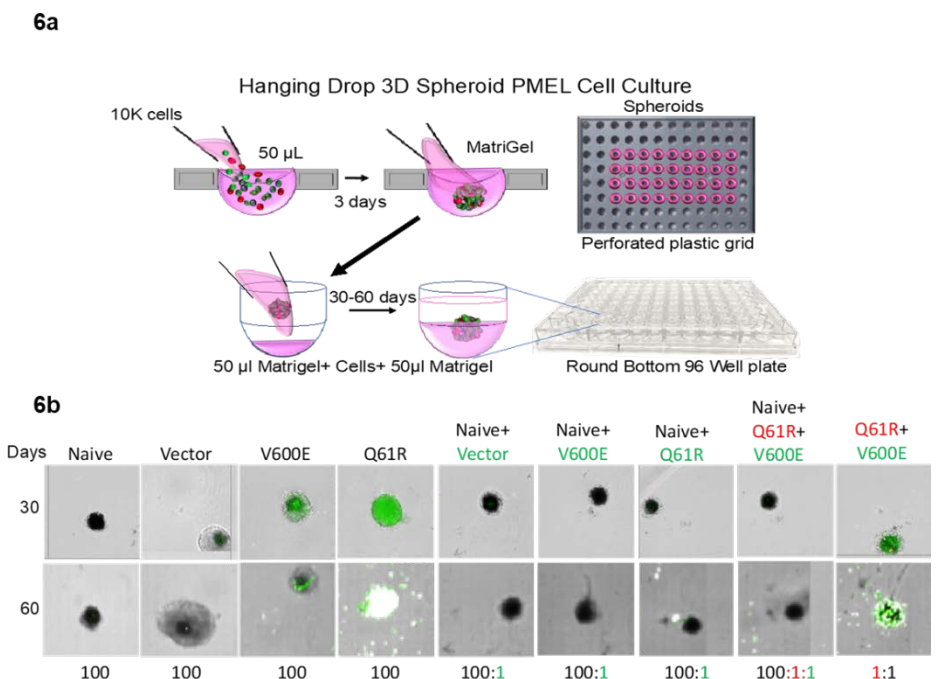 6a
Hanging Drop 3D Spheroid PMEL Cell Culture
10K cells
50 µL
MatriGel
Spheroids
3 days
Perforated plastic grid
30-60 days
50 µl Matrigel+ Cells+ 50µl Matrigel
Round Bottom 96 Well plate
6b
Days
Naive
Vector
V600E
Q61R
Naive+
Vector
Naive+
V600E
Naive+
Q61R
Naive+
Q61R+
V600E
Q61R+
V600E
30
60
100
100
100
100
100:1
100:1
100:1
100:1:1
1:1